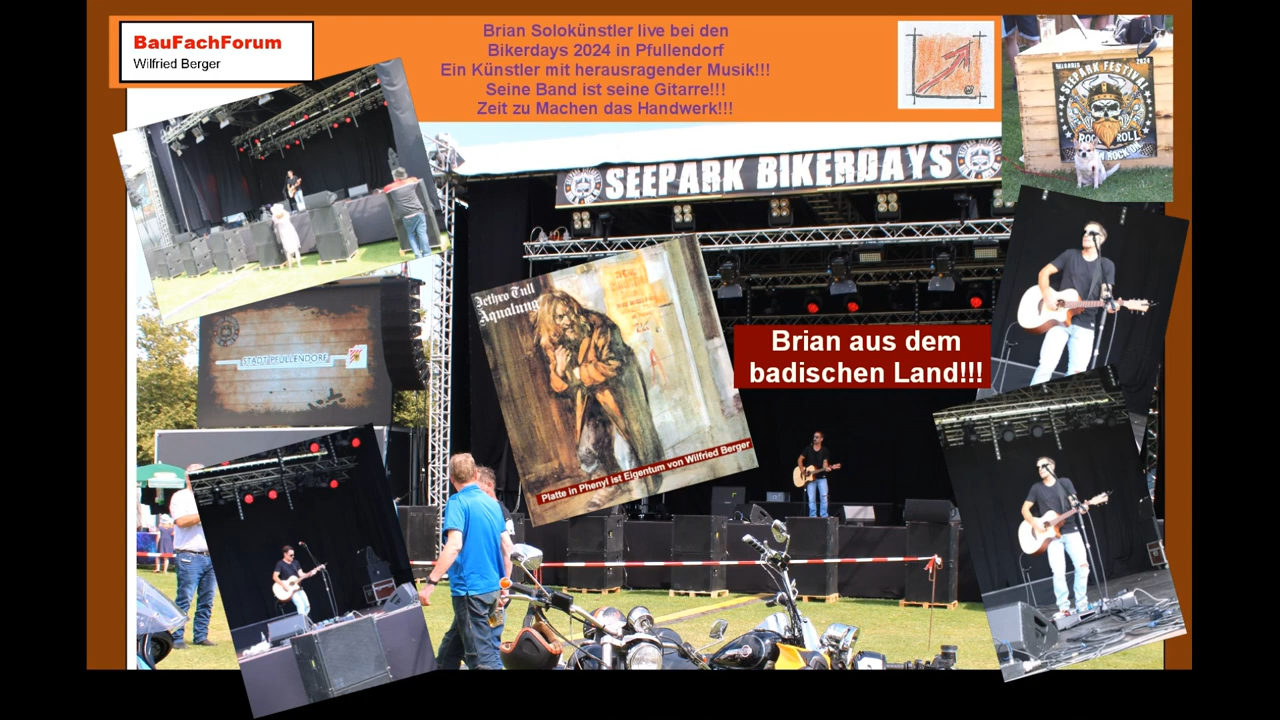 BauFachForum
Wilfried Berger
Brian Solokünstler live bei den
Bikerdays 2024 in Pfullendorf
Ein Künstler mit herausragender Musik!!!
Seine Band ist seine Gitarre!!!
Zeit zu Machen das Handwerk!!!
2024
SEEPARK FESTIVAL
ROCK ROLL
SEEPARK BIKERDAYS
Jethro Tull
Aqualung
STADT PFULLENDORF
Brian aus dem
badischen Land!!!
Platte in Phenyl ist Eigentum von Wilfried Berger